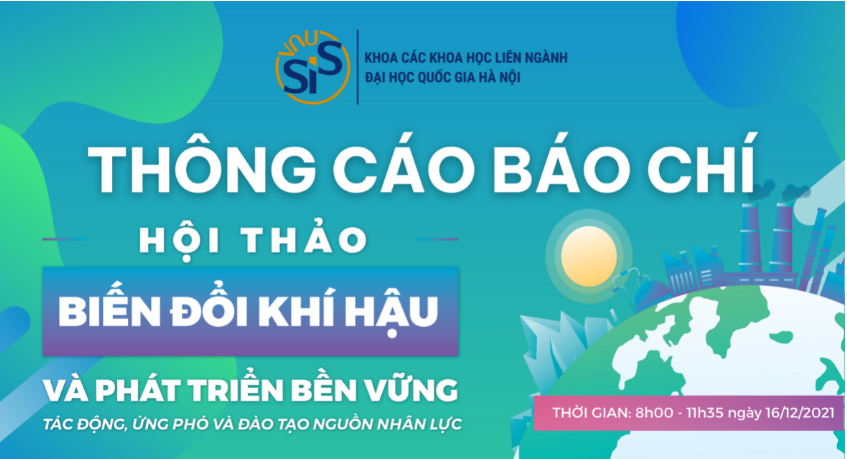 VNU
SiS
KHOA CÁC KHOA HỌC LIÊN NGÀNH
ĐẠI HỌC QUỐC GIA HÀ NỘI
THÔNG CÁO BÁO CHÍ
HỘI THẢO
BIẾN ĐỔI KHÍ HẬU
VÀ PHÁT TRIỂN BỀN VỮNG
TÁC ĐỘNG, ỨNG PHÓ VÀ ĐÀO TẠO NGUỒN NHÂN LỰC
THỜI GIAN: 8h00 - 11h35 ngày 16/12/2021